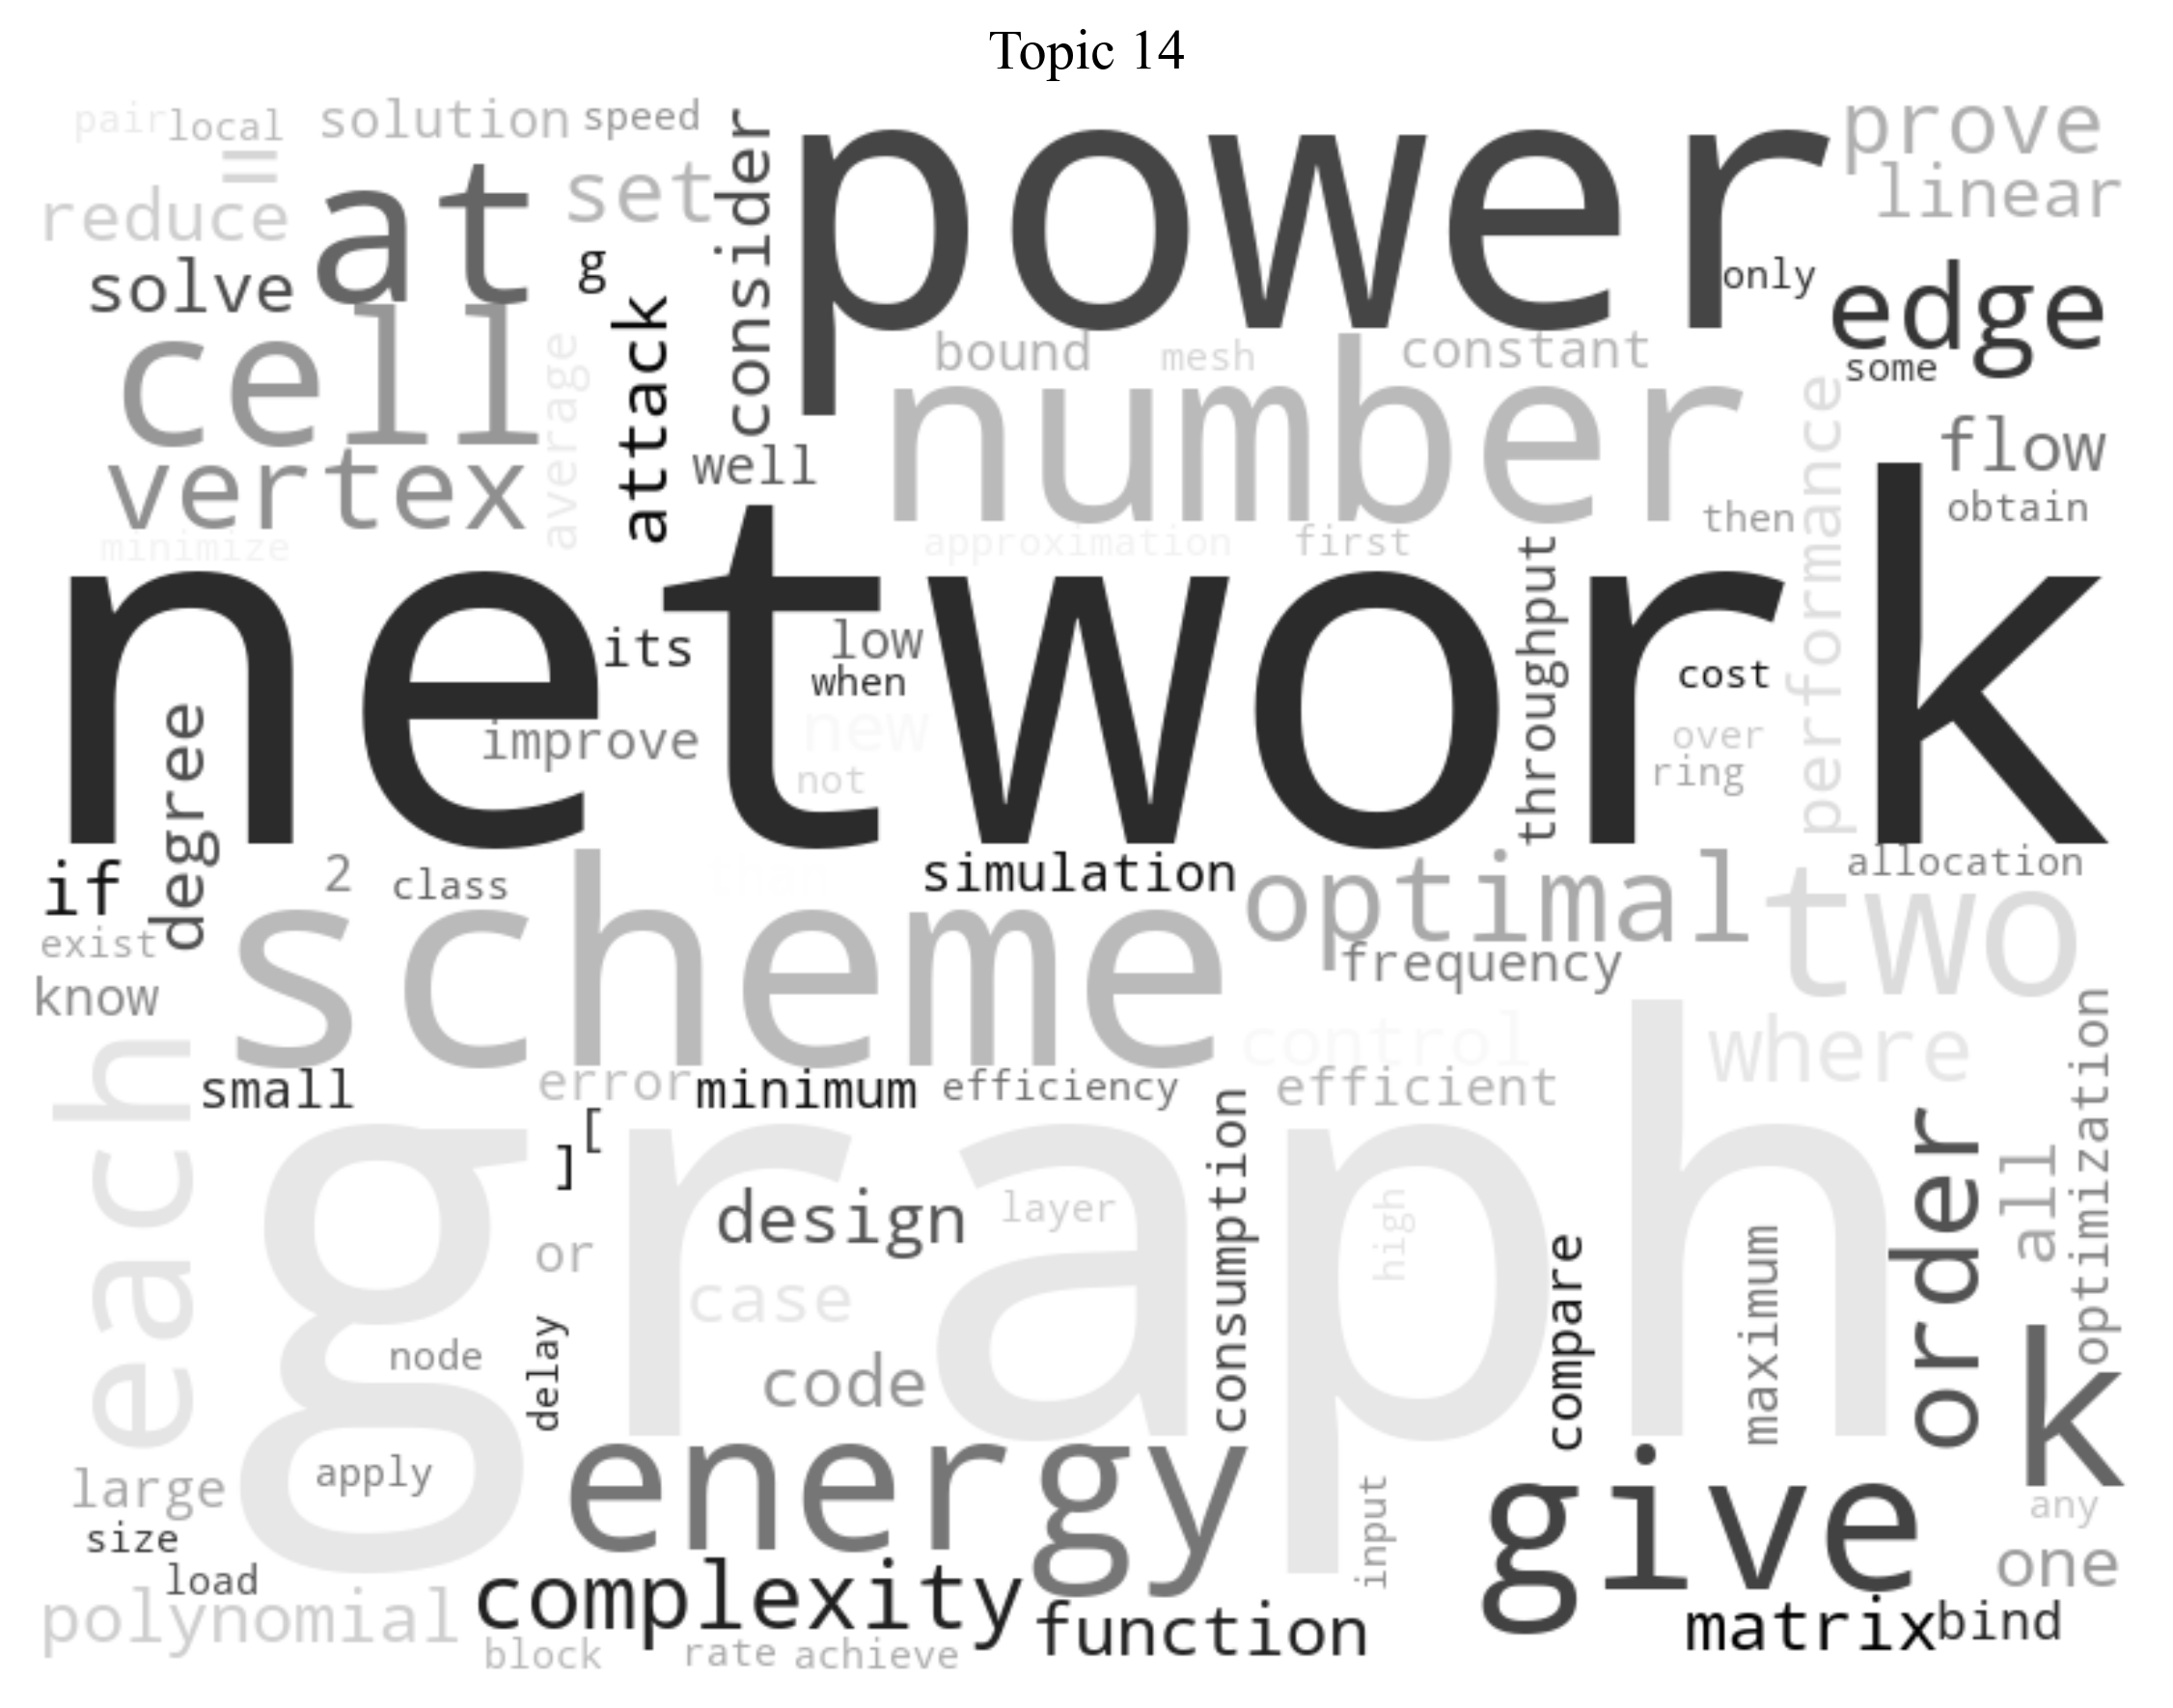 Topic 14
pair
local
solution
speed
consider
power
prove
=
reduce
at
set
linear
solve
g
only
edge
cell
average
attack
bound
mesh
constant
some
number
performance
flow
vertex
well
then
obtain
minimize
approximation
first
network
throughput
its
low
when
cost
new
improve
over
not
ring
degree
if
2
class
simulation
optimal
allocation
two
exist
scheme
frequency
know
each
control
where
optimization
small
error
minimum
efficiency
efficient
[
]
graph
consumption
order
all
design
layer
high
or
case
compare
maximum
node
delay
code
k
large
apply
energy
input
give
any
size
load
one
polynomial
complexity
function
matrix
bind
block
rate
achieve